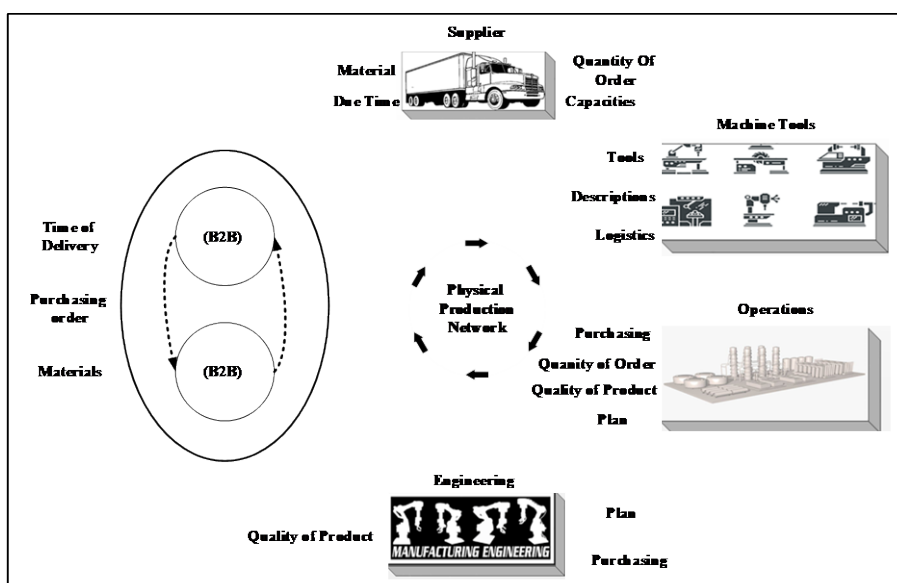 Supplier
Material
Due Time
Quantity Of
Order
Capacities
Machine Tools
Tools
Descriptions
Logistics
Time of
Delivery
Purchasing
order
Materials
(B2B)
(B2B)
Physical
Production
Network
Operations
Purchasing
Quanity of Order
Quality of Product
Plan
Engineering
Quality of Product
MANUFACTURING ENGINEERING
Plan
Purchasing